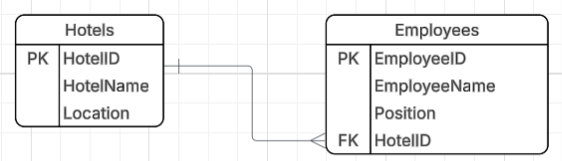 Hotels
PK HotelID
HotelName
Location
Employees
PK EmployeeID
EmployeeName
Position
FK HotelID